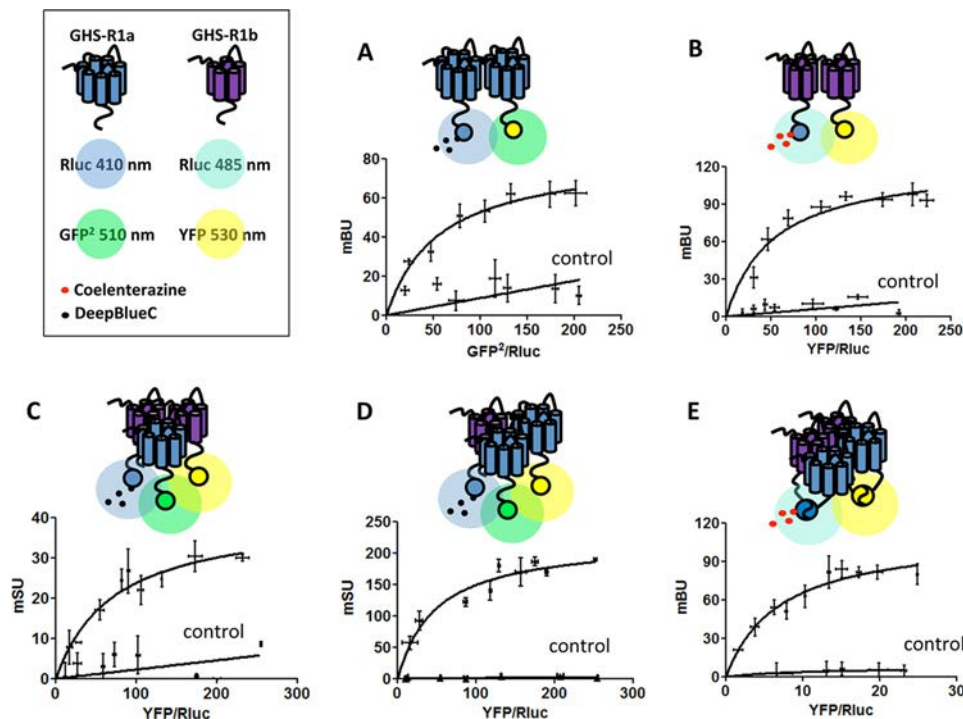 GHS-R1a GHS-R1b
Rluc 410 nm Rluc 485 nm
GFP² 510 nm YFP 530 nm
Coelenterazine
DeepBlueC
A
mBU
80
60
40
20
0
control
0 50 100 150 200 250
GFP²/Rluc
B
mBU
120
90
60
30
0
control
0 50 100 150 200 250
YFP/Rluc
C
mSU
40
30
20
10
0
control
0 100 200 300
YFP/Rluc
D
mSU
250
200
150
100
50
0
control
0 100 200 300
YFP/Rluc
E
mBU
120
90
60
30
0
control
0 10 20 30
YFP/Rluc